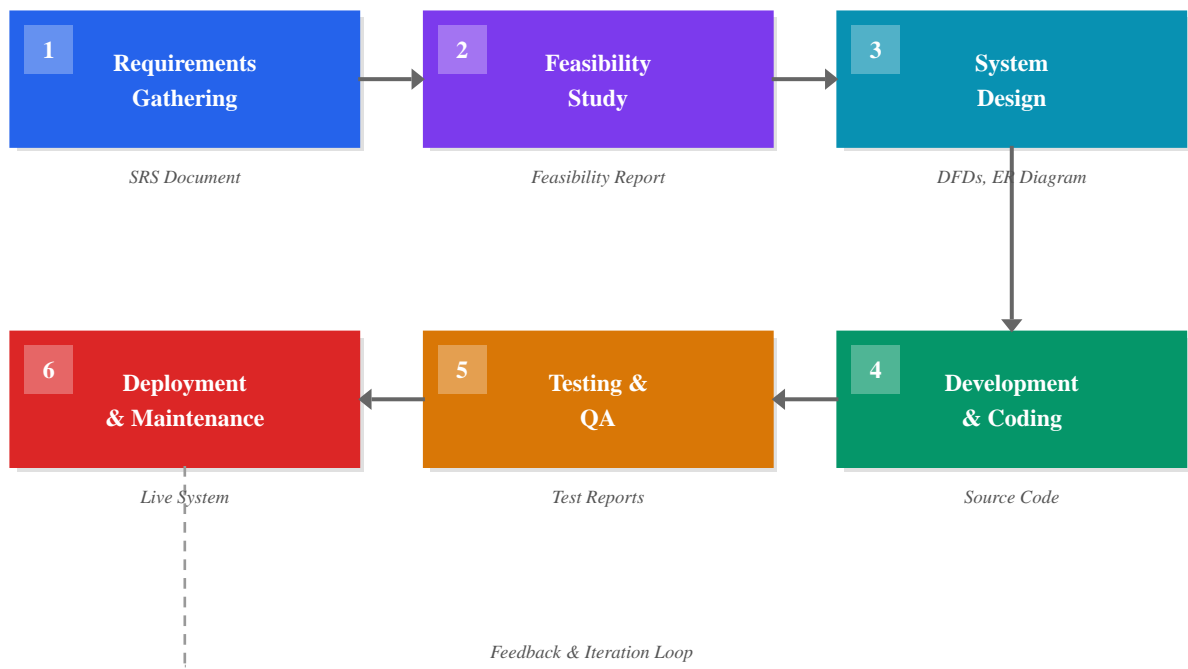 1
Requirements
Gathering
2
Feasibility
Study
3
System
Design
SRS Document
Feasibility Report
DFDs, ER Diagram
6
Deployment
& Maintenance
5
Testing &
QA
4
Development
& Coding
Live System
Test Reports
Source Code
Feedback & Iteration Loop